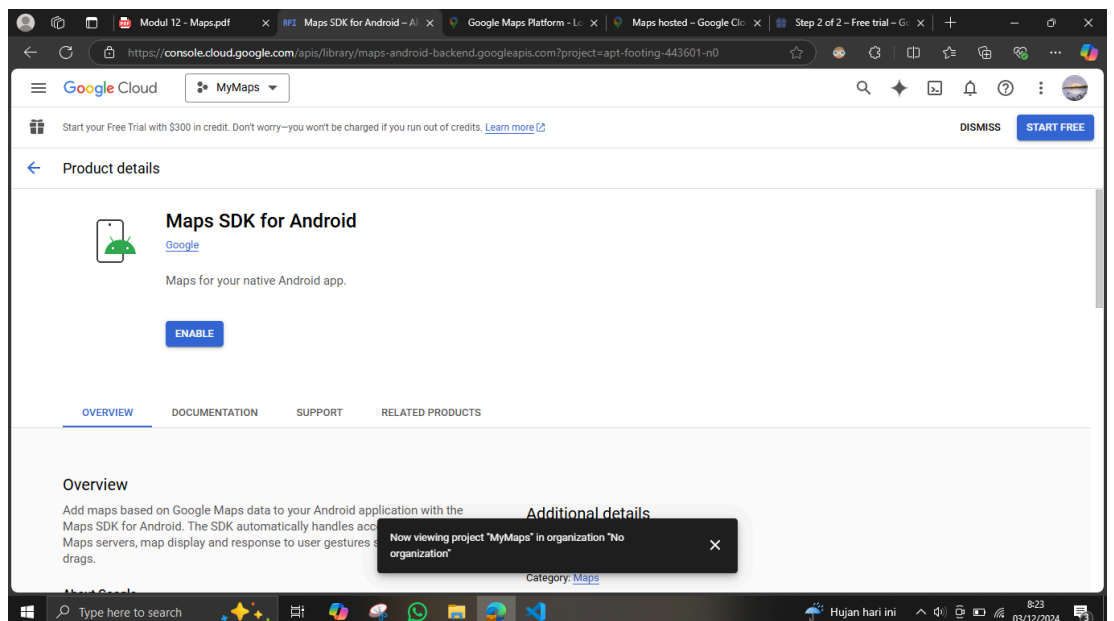 Modul 12 - Maps.pdf
Maps SDK for Android – AP
Google Maps Platform - Lo
Maps hosted – Google Clo
Step 2 of 2 – Free trial – Go
https://console.cloud.google.com/apis/library/maps-android-backend.googleapis.com?project=apt-footing-443601-n0
Google Cloud
MyMaps
Start your Free Trial with $300 in credit. Don't worry—you won't be charged if you run out of credits. Learn more
DISMISS
START FREE
Product details
Maps SDK for Android
Google
Maps for your native Android app.
ENABLE
OVERVIEW
DOCUMENTATION
SUPPORT
RELATED PRODUCTS
Overview
Add maps based on Google Maps data to your Android application with the
Maps SDK for Android. The SDK automatically handles acc
Maps servers, map display and response to user gestures s
drags.
Additional details
Category: Maps
Now viewing project "MyMaps" in organization "No
organization"
About Google
Type here to search
Hujan hari ini
8:23
03/12/2024
3